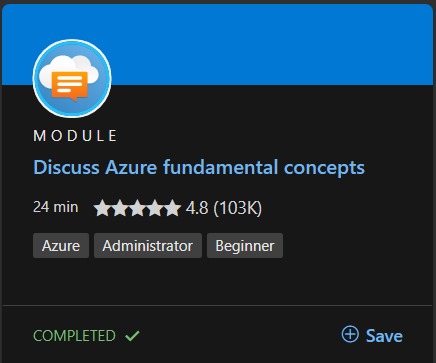 MODULE
Discuss Azure fundamental concepts
24 min 4.8 (103K)
Azure Administrator Beginner
COMPLETED Save